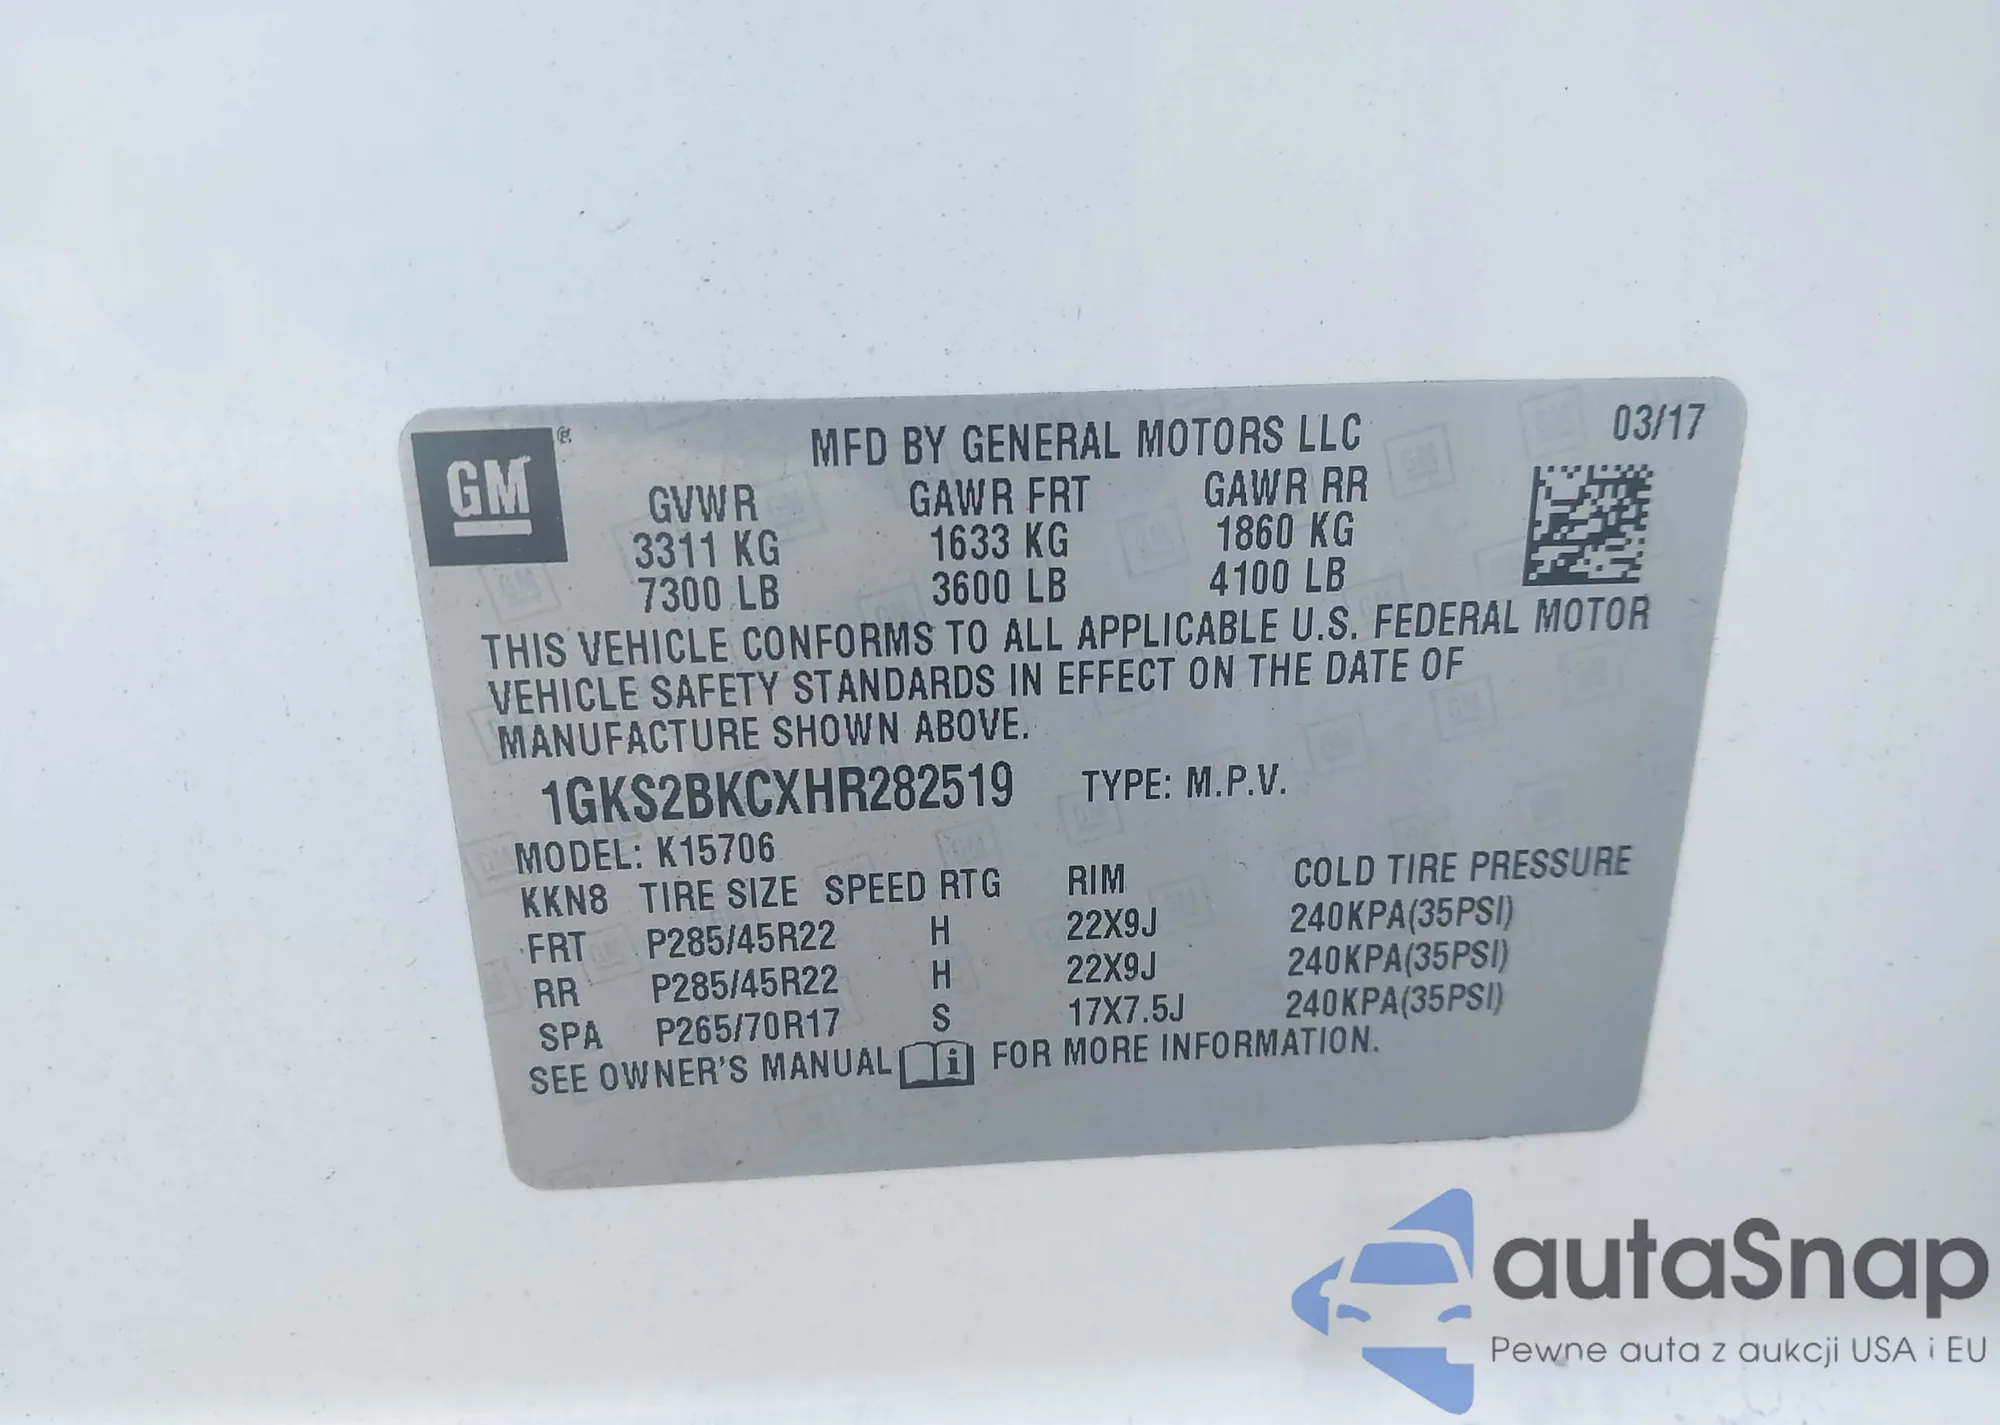 GM®
MFD BY GENERAL MOTORS LLC 03/17
GVWR GAWR FRT GAWR RR
3311 KG 1633 KG 1860 KG
7300 LB 3600 LB 4100 LB
THIS VEHICLE CONFORMS TO ALL APPLICABLE U.S. FEDERAL MOTOR
VEHICLE SAFETY STANDARDS IN EFFECT ON THE DATE OF
MANUFACTURE SHOWN ABOVE.
1GKS2BKCXHR282519 TYPE: M.P.V.
MODEL: K15706
KKN8 TIRE SIZE SPEED RTG RIM COLD TIRE PRESSURE
FRT P285/45R22 H 22X9J 240KPA(35PSI)
RR P285/45R22 H 22X9J 240KPA(35PSI)
SPA P265/70R17 S 17X7.5J 240KPA(35PSI)
SEE OWNER'S MANUAL i FOR MORE INFORMATION.
autaSnap
Pewne auta z aukcji USA i EU